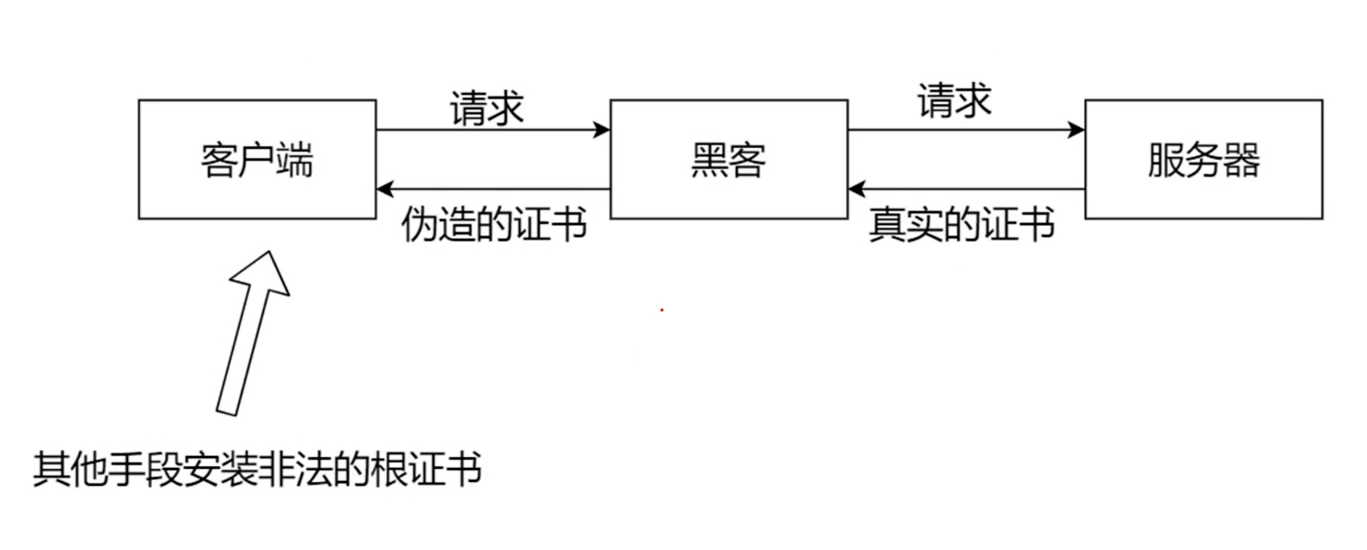 请求
请求
客户端
黑客
服务器
伪造的证书
真实的证书
其他手段安装非法的根证书